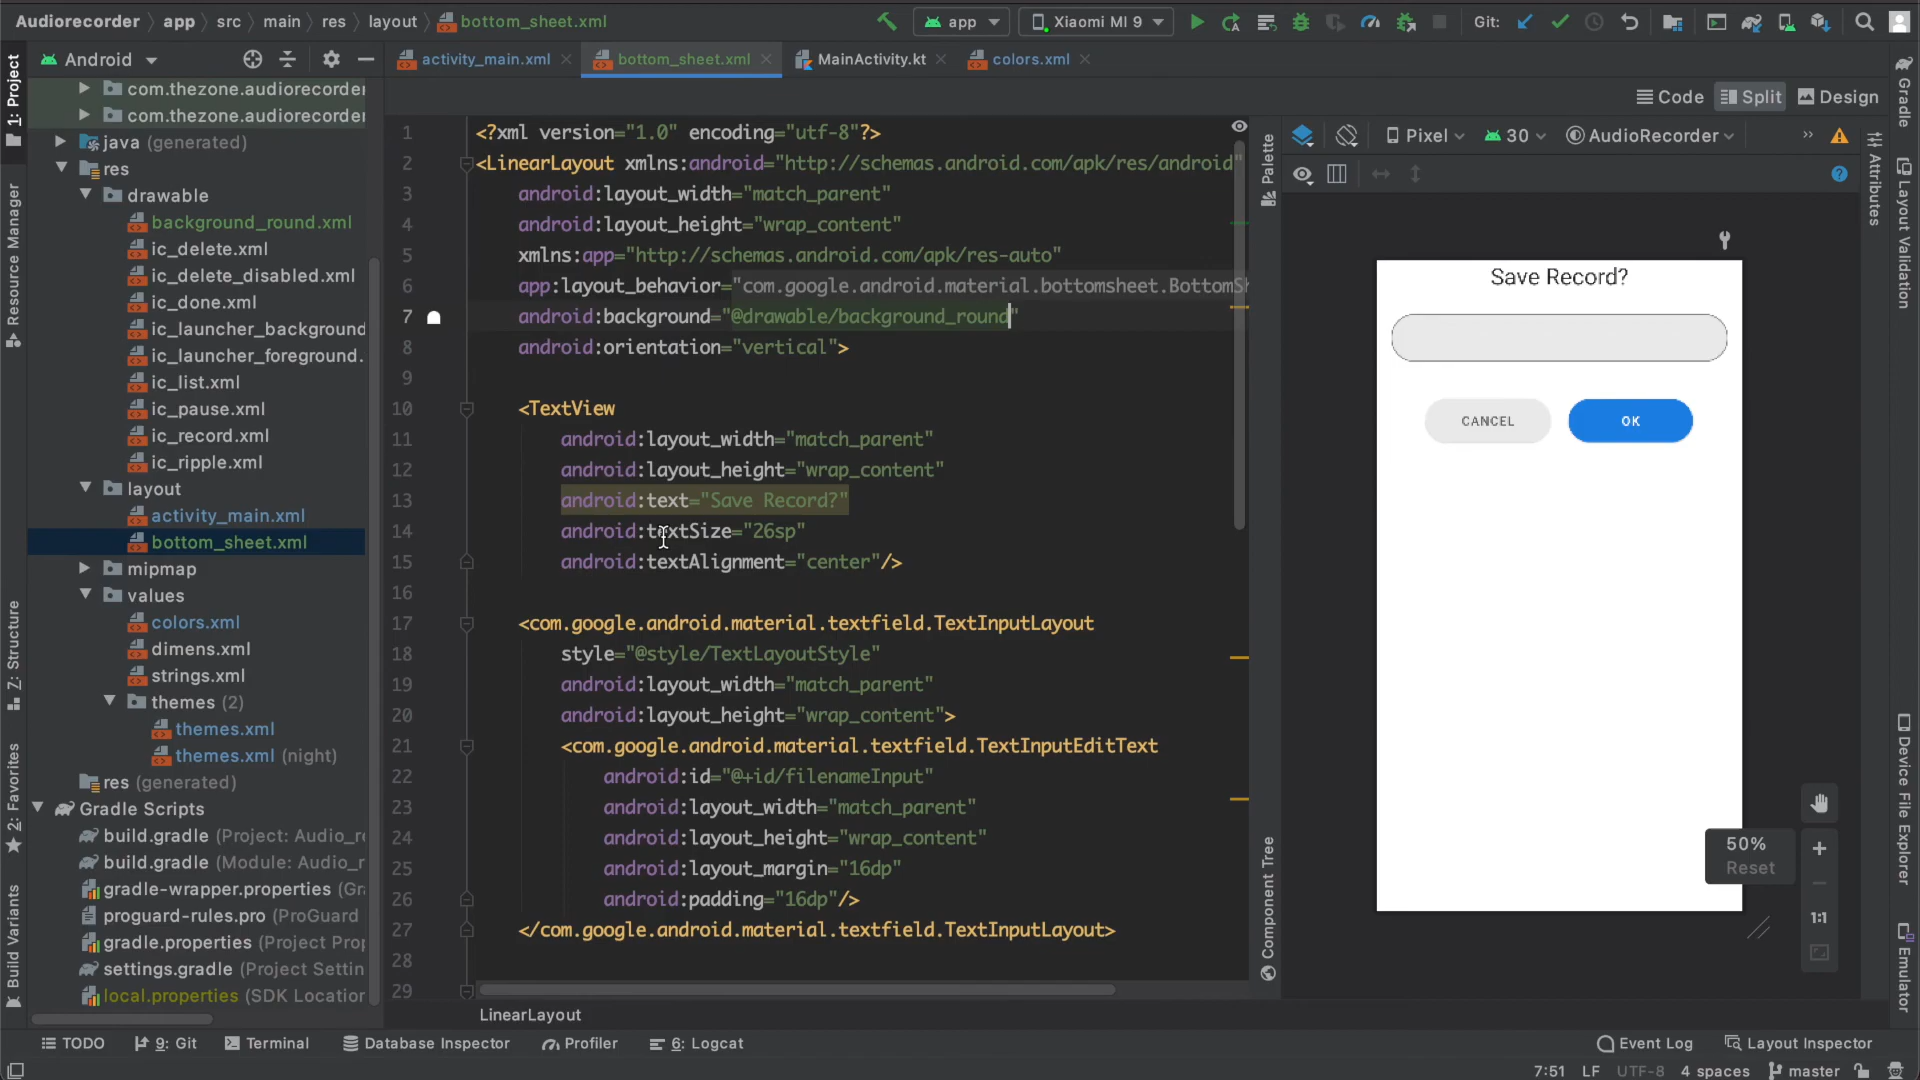 Audiorecorder app src main res layout bottom_sheet.xml
app Xiaomi MI 9 Git:
Android
activity_main.xml bottom_sheet.xml MainActivity.kt colors.xml
Code Split Design
Pixel 30 AudioRecorder
1: Project
Resource Manager
Z: Structure
2: Favorites
Build Variants
com.thezone.audiorecorder
com.thezone.audiorecorder
java (generated)
res
drawable
background_round.xml
ic_delete.xml
ic_delete_disabled.xml
ic_done.xml
ic_launcher_background
ic_launcher_foreground.
ic_list.xml
ic_pause.xml
ic_record.xml
ic_ripple.xml
layout
activity_main.xml
bottom_sheet.xml
mipmap
values
colors.xml
dimens.xml
strings.xml
themes (2)
themes.xml
themes.xml (night)
res (generated)
Gradle Scripts
build.gradle (Project: Audio_re
build.gradle (Module: Audio_r
gradle-wrapper.properties (Gra
proguard-rules.pro (ProGuard
gradle.properties (Project Prop
settings.gradle (Project Settin
local.properties (SDK Location
1 <?xml version="1.0" encoding="utf-8"?>
2 <LinearLayout xmlns:android="http://schemas.android.com/apk/res/android"
3 android:layout_width="match_parent"
4 android:layout_height="wrap_content"
5 xmlns:app="http://schemas.android.com/apk/res-auto"
6 app:layout_behavior="com.google.android.material.bottomsheet.BottomSh
7 android:background="@drawable/background_round"
8 android:orientation="vertical">
9
10 <TextView
11 android:layout_width="match_parent"
12 android:layout_height="wrap_content"
13 android:text="Save Record?"
14 android:textSize="26sp"
15 android:textAlignment="center"/>
16
17 <com.google.android.material.textfield.TextInputLayout
18 style="@style/TextLayoutStyle"
19 android:layout_width="match_parent"
20 android:layout_height="wrap_content">
21 <com.google.android.material.textfield.TextInputEditText
22 android:id="@+id/filenameInput"
23 android:layout_width="match_parent"
24 android:layout_height="wrap_content"
25 android:layout_margin="16dp"
26 android:padding="16dp"/>
27 </com.google.android.material.textfield.TextInputLayout>
28
29
LinearLayout
Palette
Component Tree
Save Record?
CANCEL OK
50%
Reset
1:1
Gradle
Attributes
Layout Validation
Device File Explorer
Emulator
TODO 9: Git Terminal Database Inspector Profiler 6: Logcat Event Log Layout Inspector
7:51 LF UTF-8 4 spaces master